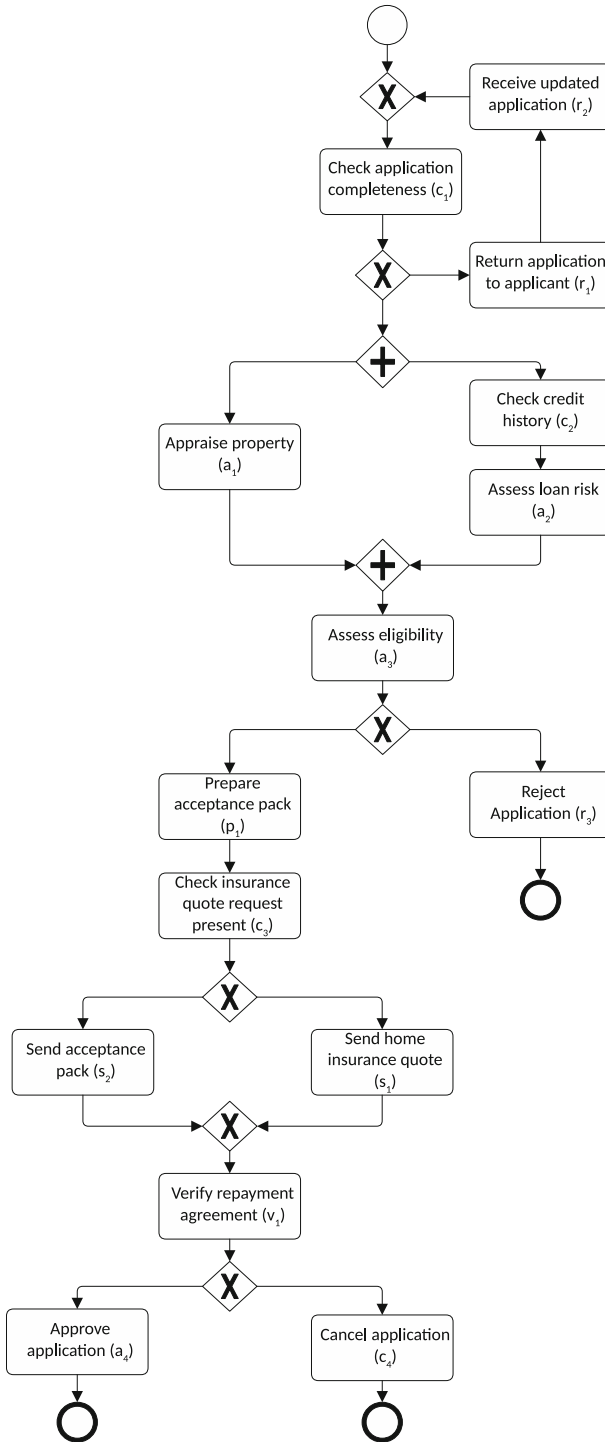 Receive updated
application (r₂)
X
Check application
completeness (c₁)
Return application
to applicant (r₁)
X
+
Check credit
history (c₂)
Appraise property
(a₁)
Assess loan risk
(a₂)
+
Assess eligibility
(a₃)
X
Prepare
acceptance pack
(p₁)
Reject
Application (r₃)
Check insurance
quote request
present (c₃)
X
Send acceptance
pack (s₂)
Send home
insurance quote
(s₁)
X
Verify repayment
agreement (v₁)
X
Approve
application (a₄)
Cancel application
(c₄)